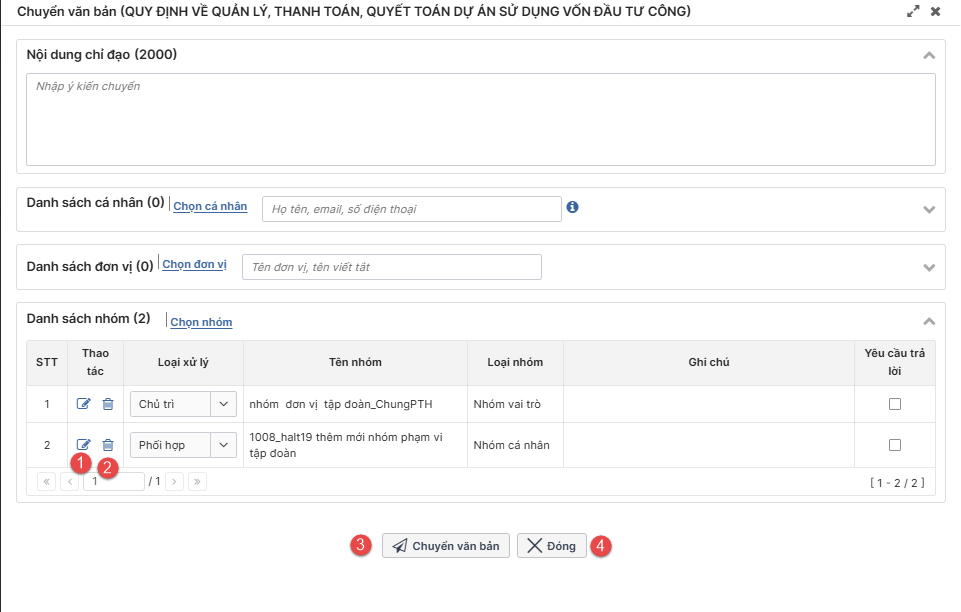 Chuyển văn bản (QUY ĐỊNH VỀ QUẢN LÝ, THANH TOÁN, QUYẾT TOÁN DỰ ÁN SỬ DỤNG VỐN ĐẦU TƯ CÔNG)
Nội dung chỉ đạo (2000)
Nhập ý kiến chuyển
Danh sách cá nhân (0) Chọn cá nhân Họ tên, email, số điện thoại
Danh sách đơn vị (0) Chọn đơn vị Tên đơn vị, tên viết tắt
Danh sách nhóm (2) Chọn nhóm
STT Thao tác Loại xử lý Tên nhóm Loại nhóm Ghi chú Yêu cầu trả lời
1 Chủ trì nhóm đơn vị tập đoàn_ChungPTH Nhóm vai trò
2 Phối hợp 1008_halt19 thêm mới nhóm phạm vi tập đoàn Nhóm cá nhân
1 2
« ‹ 1 / 1 › » [ 1 - 2 / 2 ]
3 Chuyển văn bản Đóng 4